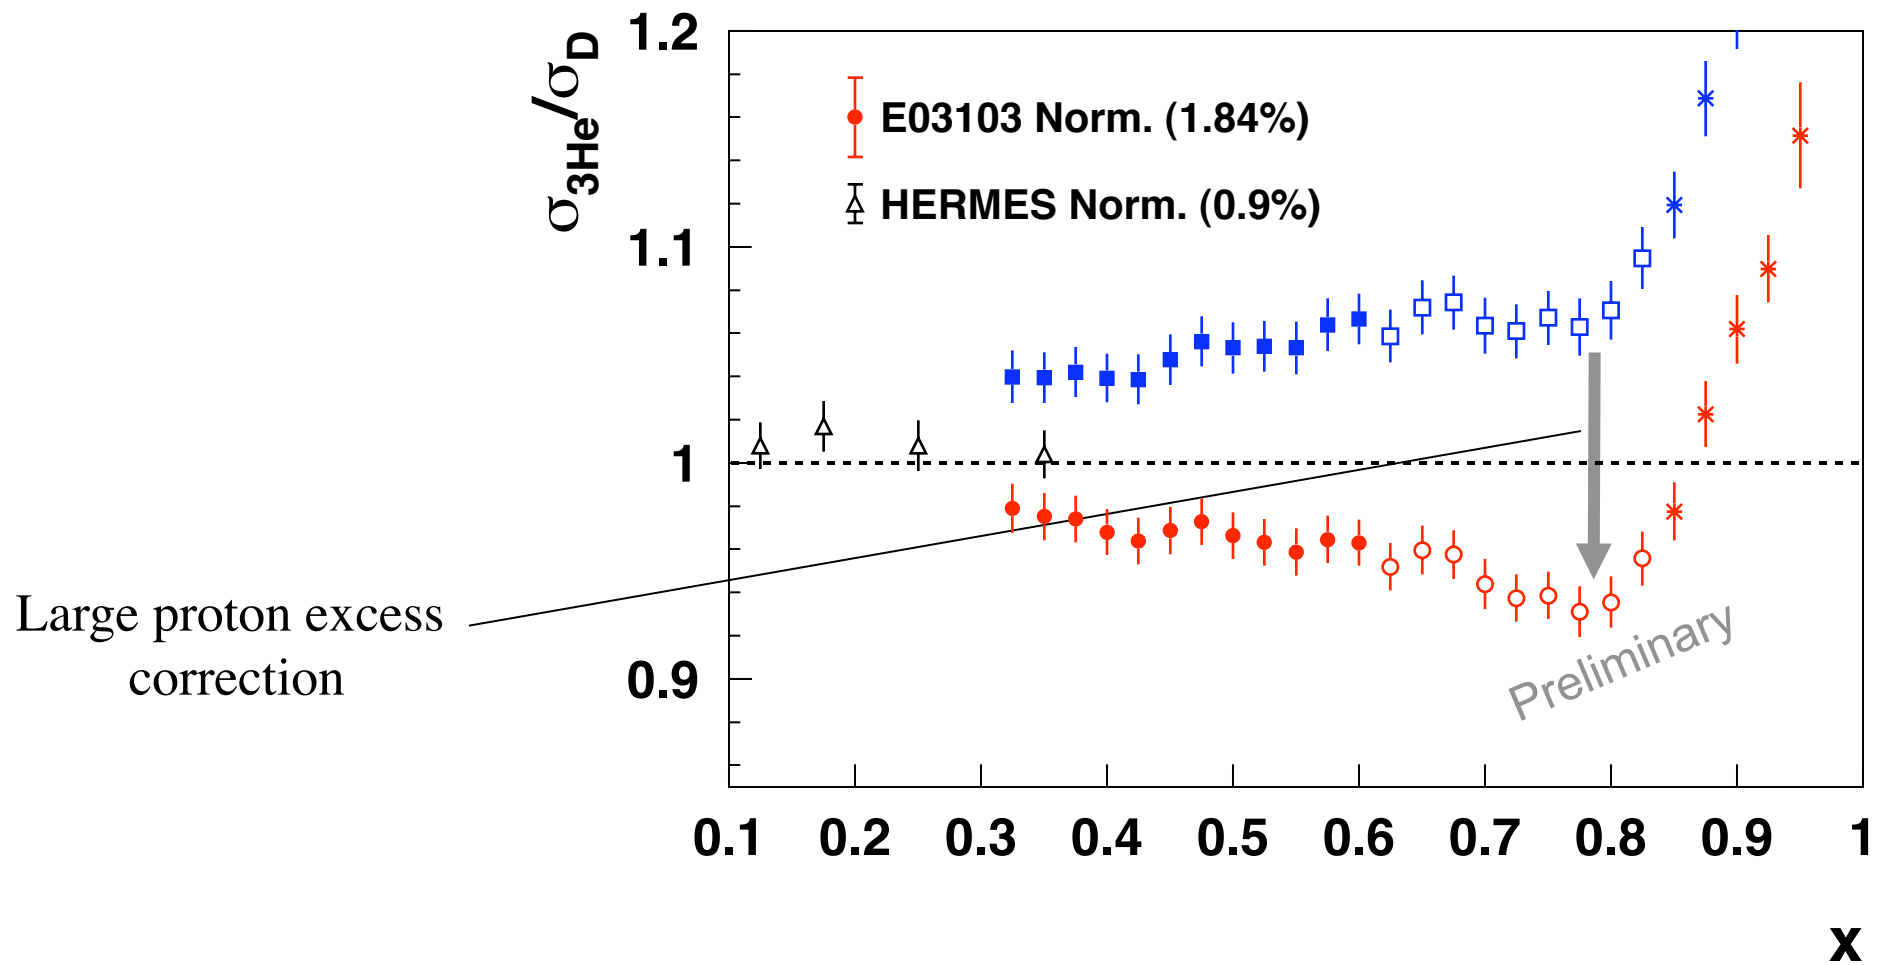 σ3He/σD
1.2
1.1
1
0.9
E03103 Norm. (1.84%)
HERMES Norm. (0.9%)
Large proton excess
correction
Preliminary
0.1 0.2 0.3 0.4 0.5 0.6 0.7 0.8 0.9 1
x